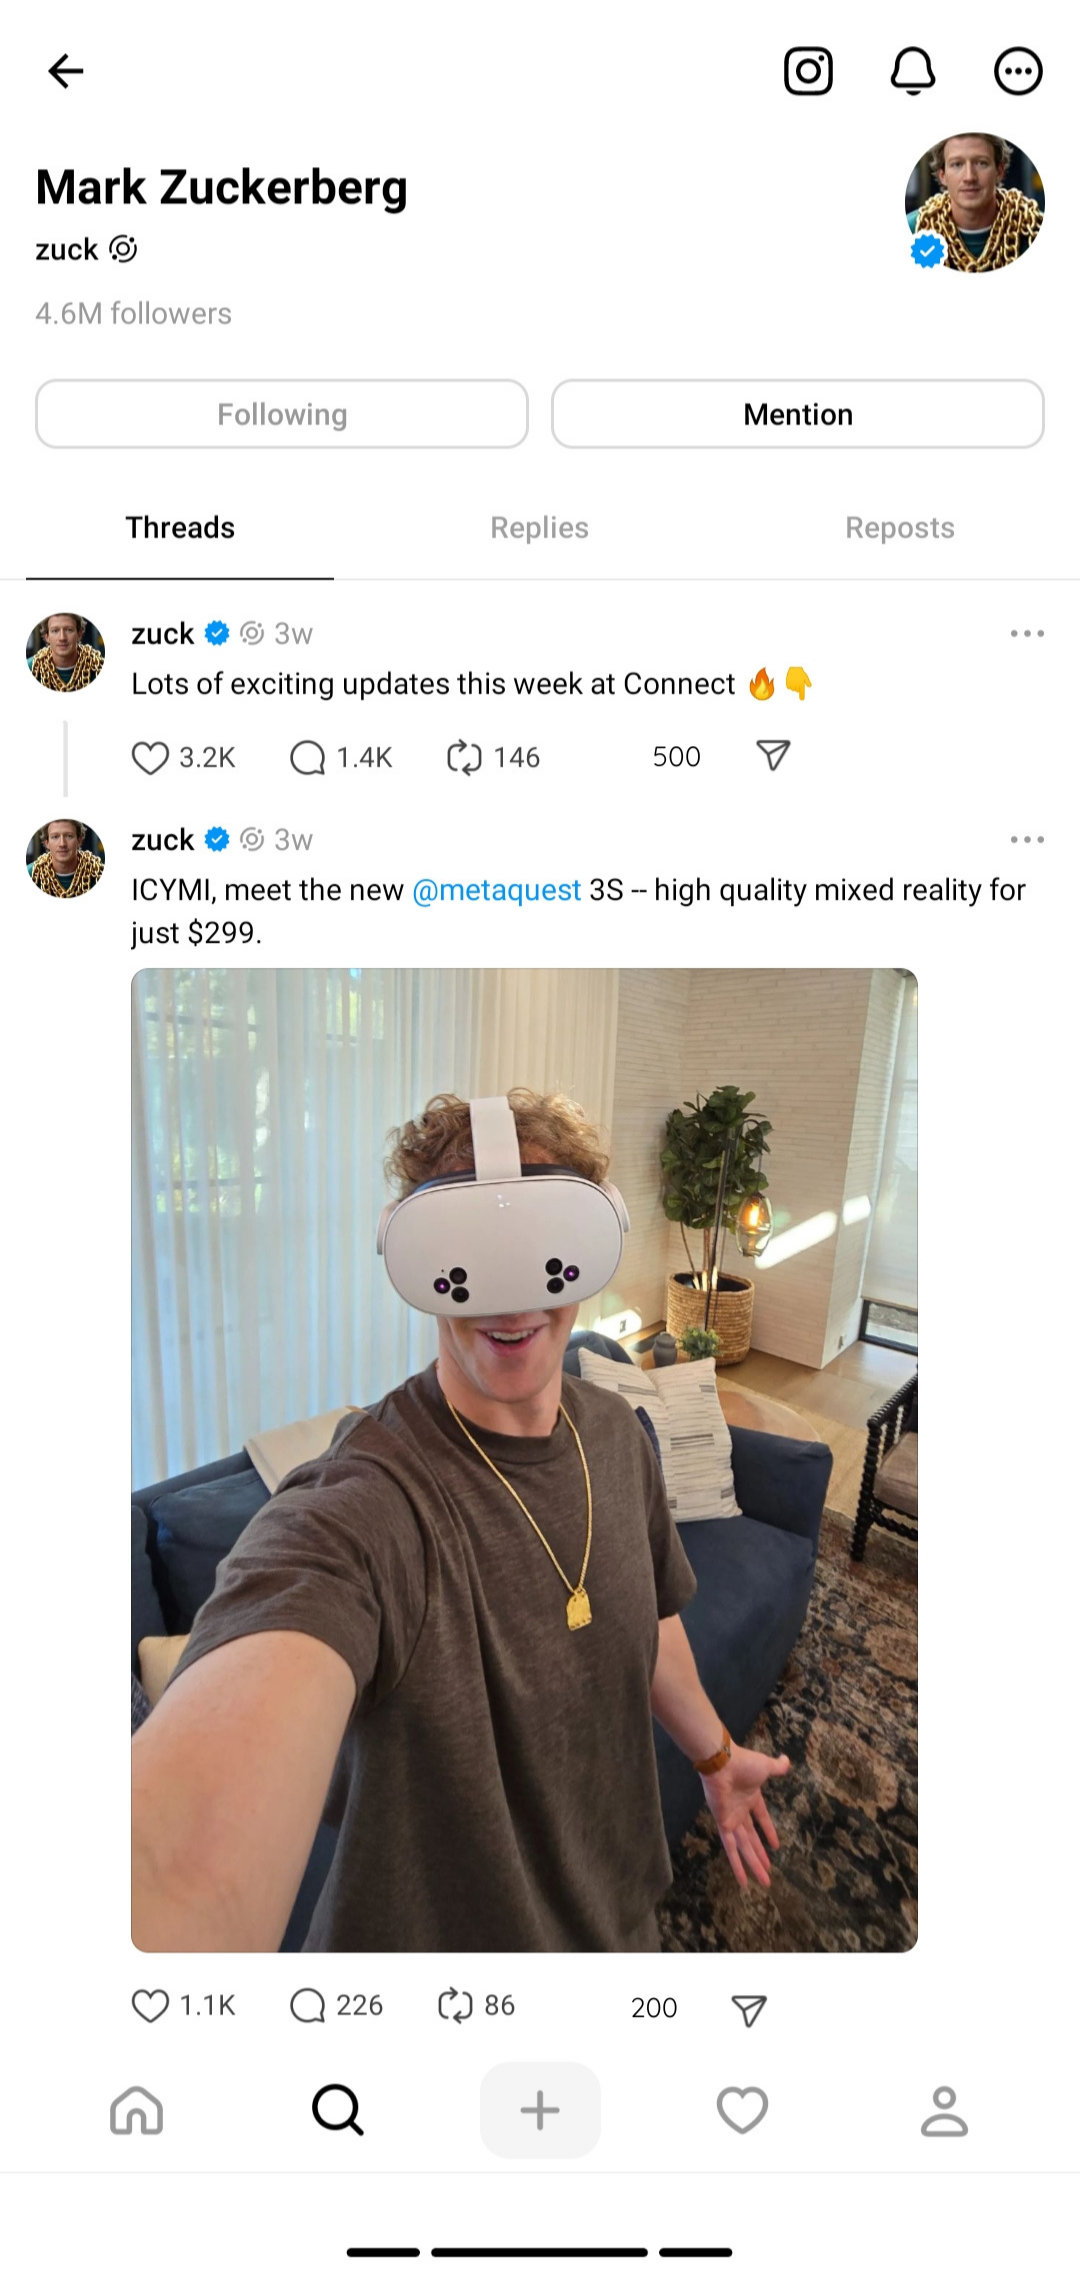 Mark Zuckerberg
zuck
4.6M followers
Following
Mention
Threads
Replies
Reposts
zuck 3w
Lots of exciting updates this week at Connect 🔥👇
3.2K 1.4K 146 500
zuck 3w
ICYMI, meet the new @metaquest 3S -- high quality mixed reality for
just $299.
1.1K 226 86 200